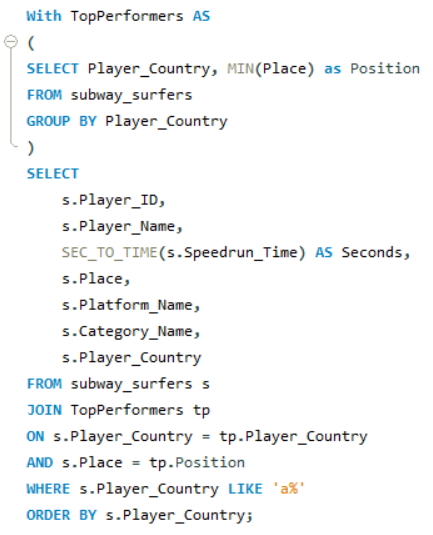 With TopPerformers AS
(
SELECT Player_Country, MIN(Place) as Position
FROM subway_surfers
GROUP BY Player_Country
)
SELECT
s.Player_ID,
s.Player_Name,
SEC_TO_TIME(s.Speedrun_Time) AS Seconds,
s.Place,
s.Platform_Name,
s.Category_Name,
s.Player_Country
FROM subway_surfers s
JOIN TopPerformers tp
ON s.Player_Country = tp.Player_Country
AND s.Place = tp.Position
WHERE s.Player_Country LIKE 'a%'
ORDER BY s.Player_Country;